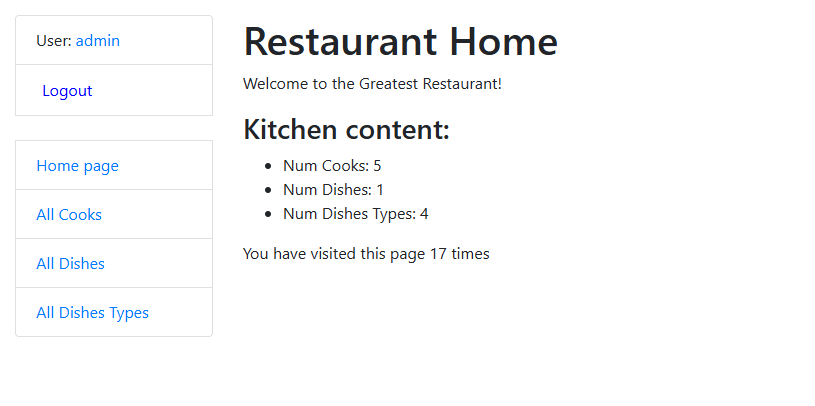 User: admin
Logout
Home page
All Cooks
All Dishes
All Dishes Types
Restaurant Home
Welcome to the Greatest Restaurant!
Kitchen content:
Num Cooks: 5
Num Dishes: 1
Num Dishes Types: 4
You have visited this page 17 times